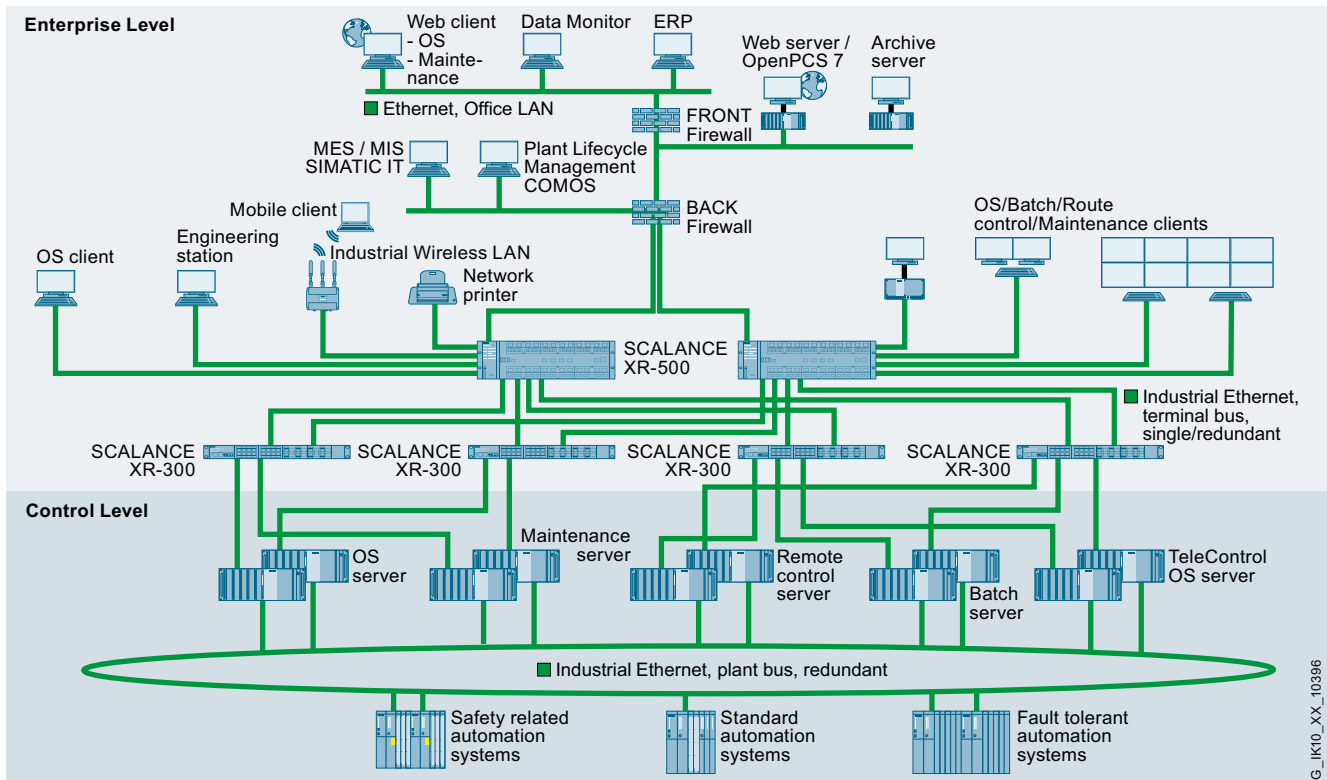 Enterprise Level
Web client
- OS
- Mainte-
nance
Data Monitor
ERP
Web server /
OpenPCS 7
Archive
server
Ethernet, Office LAN
FRONT
Firewall
MES / MIS
SIMATIC IT
Plant Lifecycle
Management
COMOS
BACK
Firewall
Mobile client
OS client
Engineering
station
Industrial Wireless LAN
Network
printer
OS/Batch/Route
control/Maintenance clients
SCALANCE
XR-500
Industrial Ethernet,
terminal bus,
single/redundant
SCALANCE
XR-300
SCALANCE
XR-300
SCALANCE
XR-300
SCALANCE
XR-300
Control Level
OS
server
Maintenance
server
Remote
control
server
Batch
server
TeleControl
OS server
Industrial Ethernet, plant bus, redundant
Safety related
automation
systems
Standard
automation
systems
Fault tolerant
automation
systems
G_IK10_XX_10396